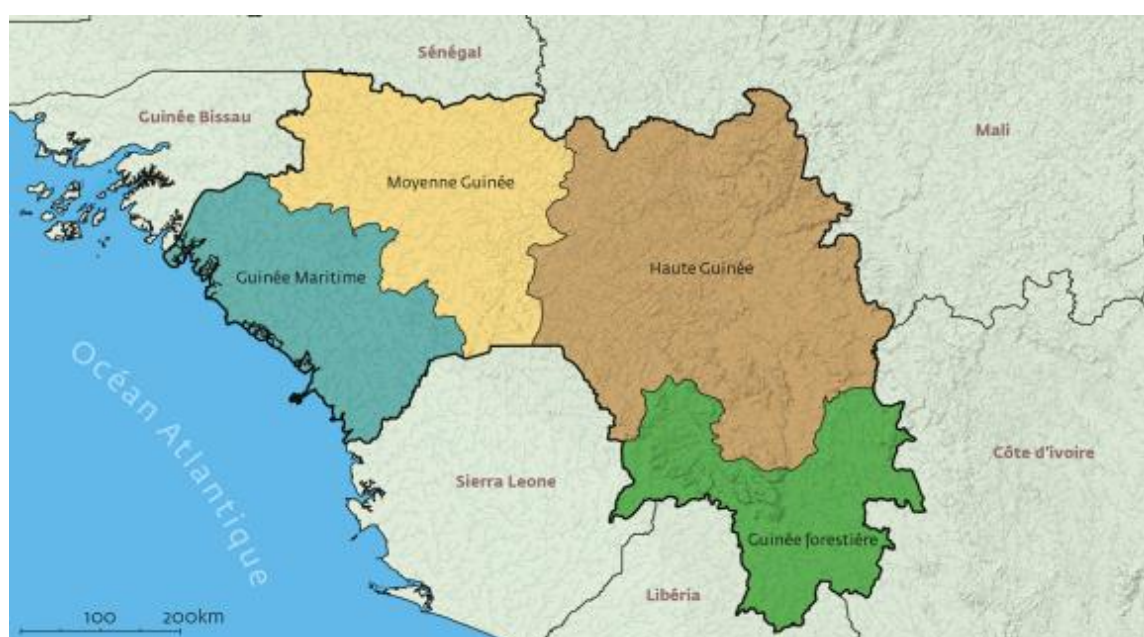 Sénégal
Guinée Bissau
Mali
Moyenne Guinée
Guinée Maritime
Haute Guinée
Océan Atlantique
Sierra Leone
Côte d'ivoire
Guinée forestière
Libéria
100 200km